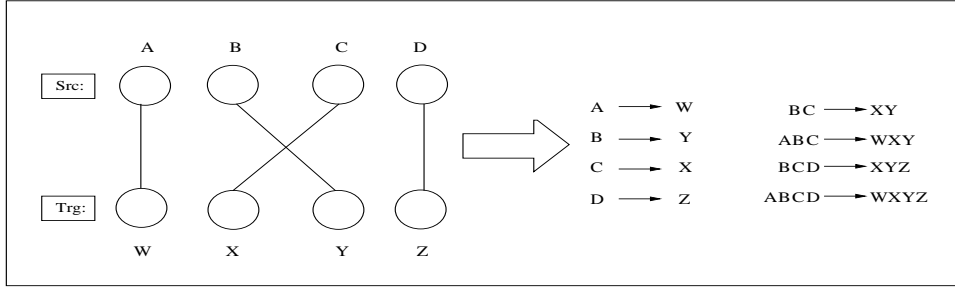 A B C D
Src:
Trg:
W X Y Z
A W
B Y
C X
D Z
BC XY
ABC WXY
BCD XYZ
ABCD WXYZ